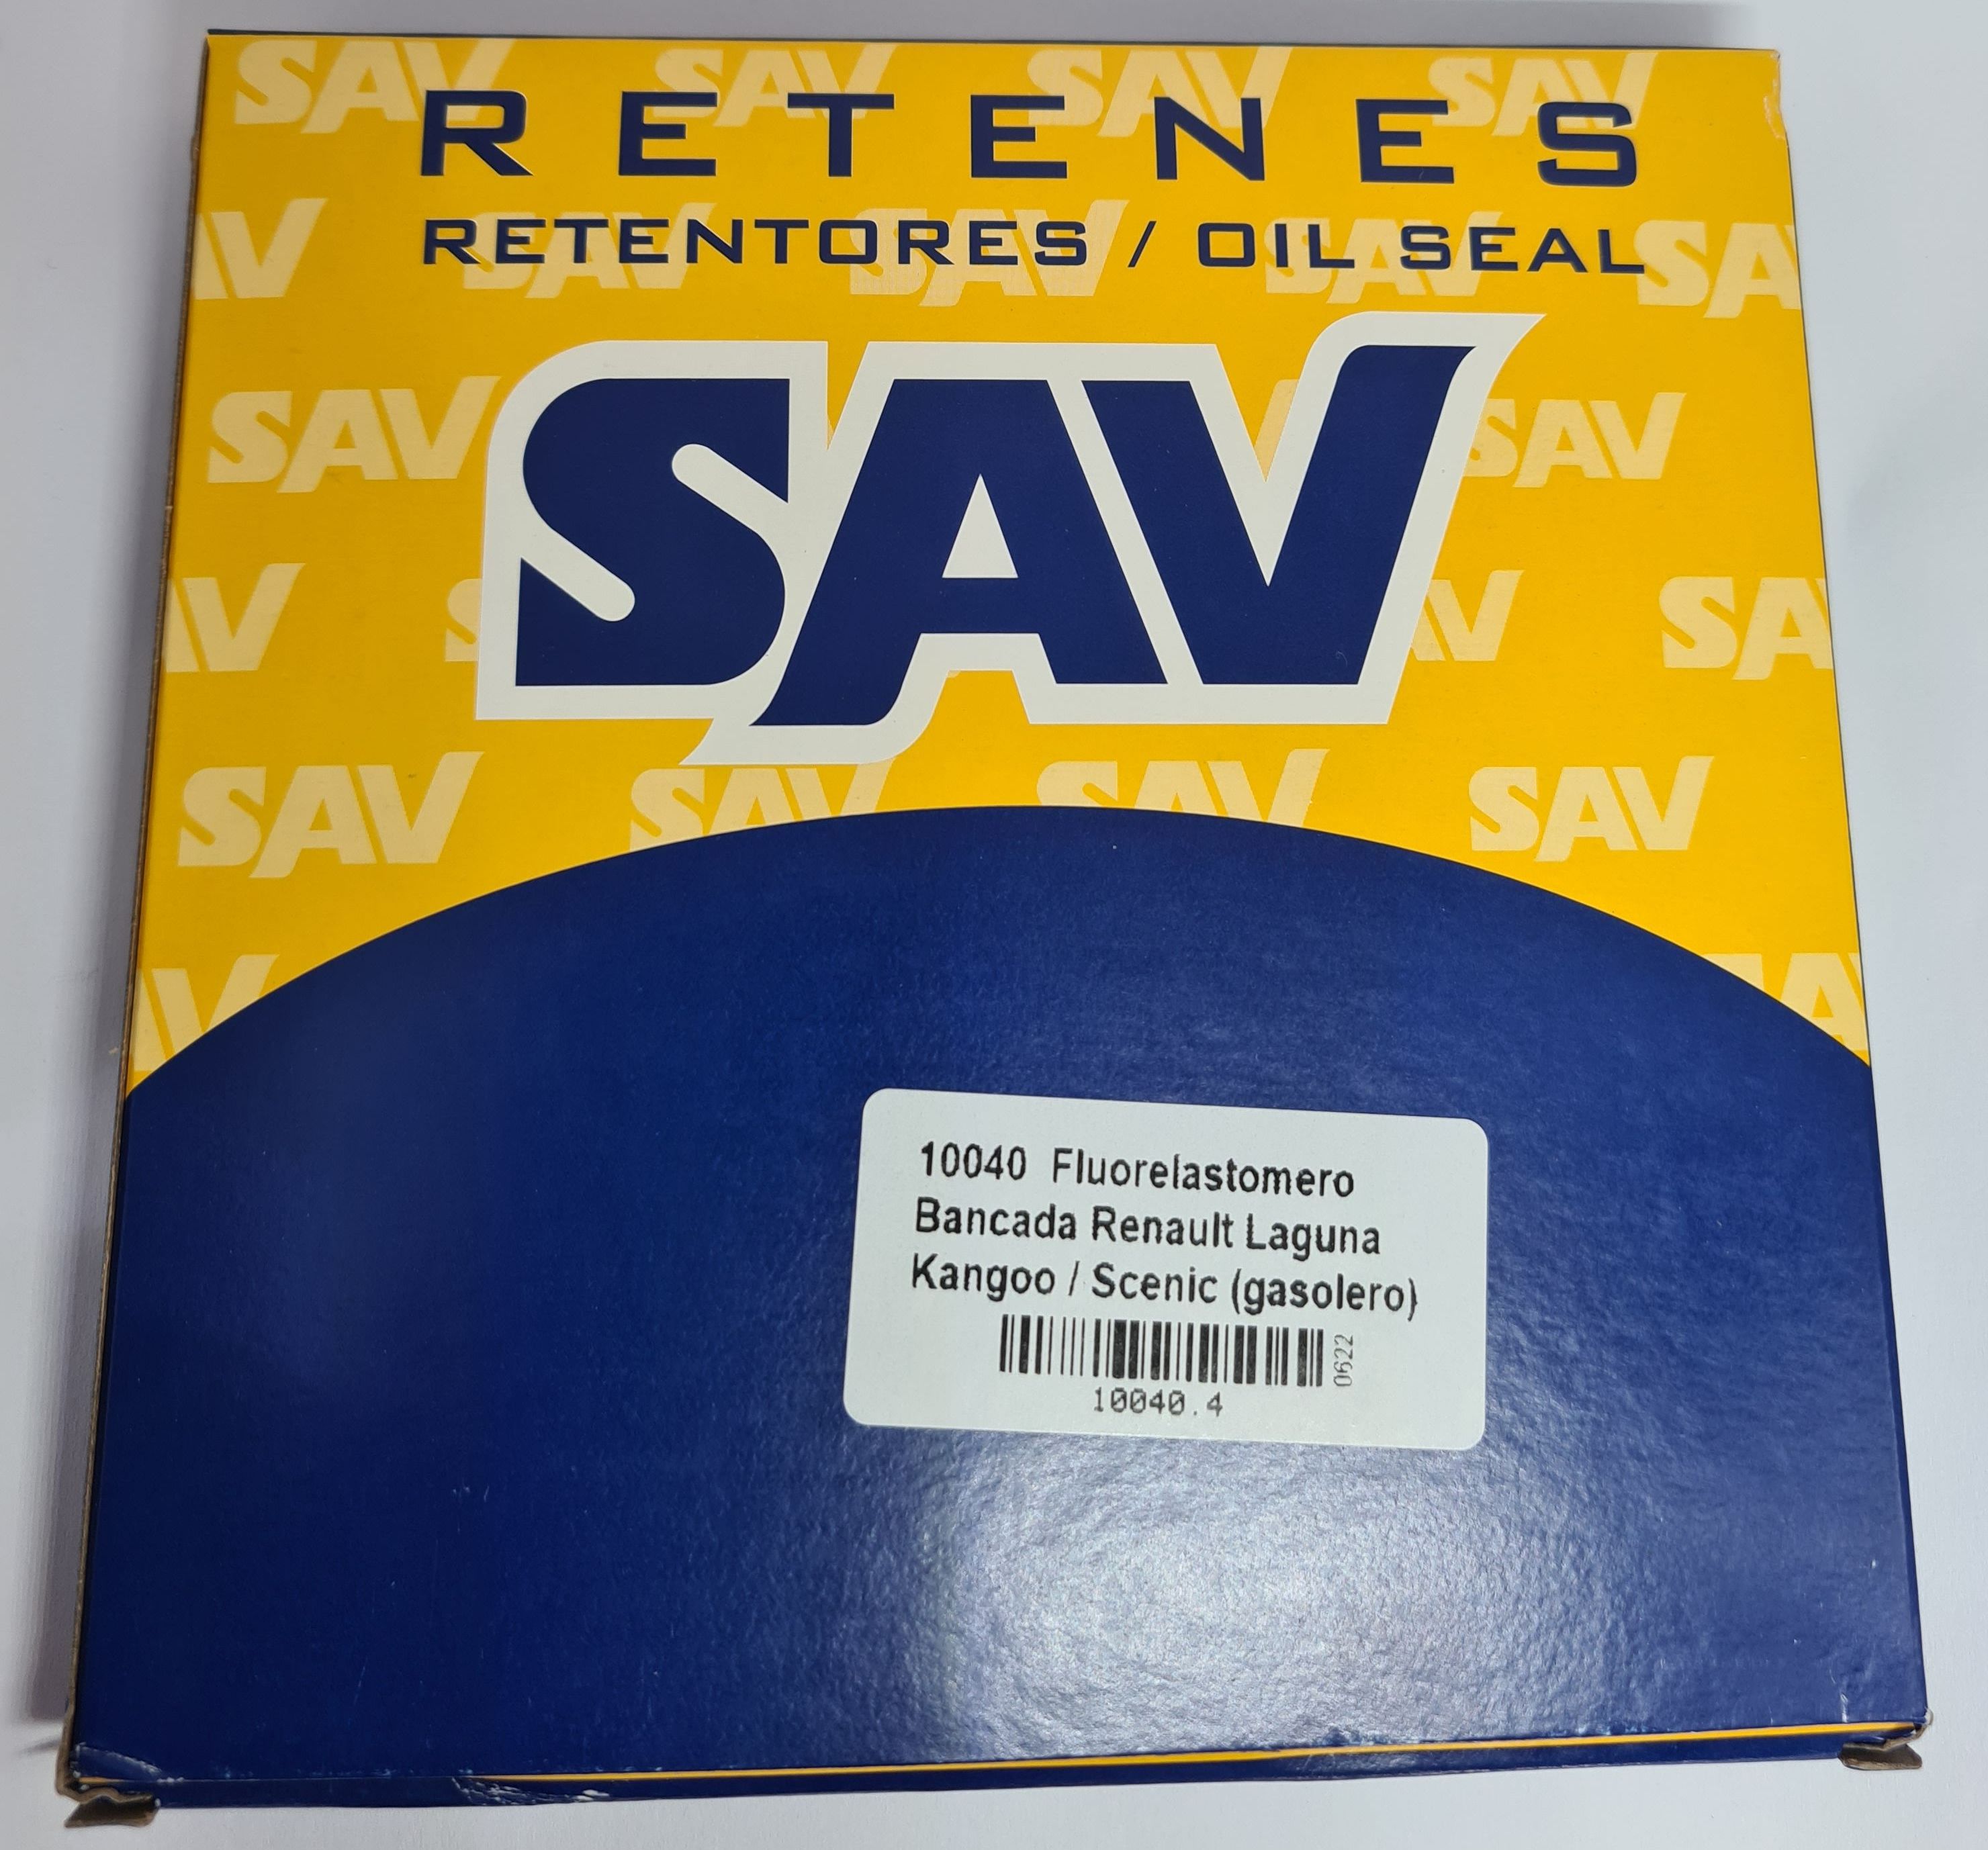 RETENES
RETENTORES / OIL SEAL
SAV
10040 Fluorelastomero
Bancada Renault Laguna
Kangoo / Scenic (gasolero)
0622
10040.4